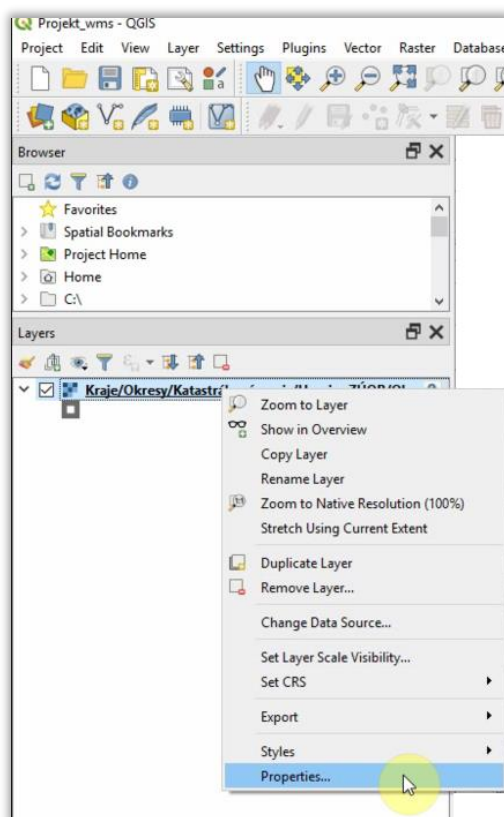 Projekt_wms - QGIS
Project Edit View Layer Settings Plugins Vector Raster Database
Browser
Favorites
Spatial Bookmarks
Project Home
Home
C:\
Layers
Kraje/Okresy/Katastrá
Zoom to Layer
Show in Overview
Copy Layer
Rename Layer
Zoom to Native Resolution (100%)
Stretch Using Current Extent
Duplicate Layer
Remove Layer...
Change Data Source...
Set Layer Scale Visibility...
Set CRS
Export
Styles
Properties...